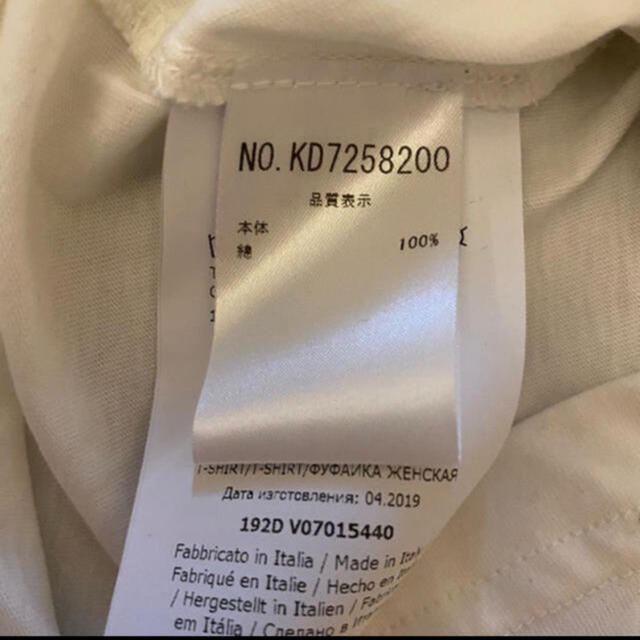 NO. KD7258200
品質表示
本体
綿 100%
T-SHIRT/T-SHIRT/ФУФАЙКА ЖЕНСКАЯ
Дата изготовления: 04.2019
192D V07015440
Fabbricato in Italia / Made in
Fabriqué en Italie / Hecho en
/ Hergestellt in Italien /
em Itália / Сделано в